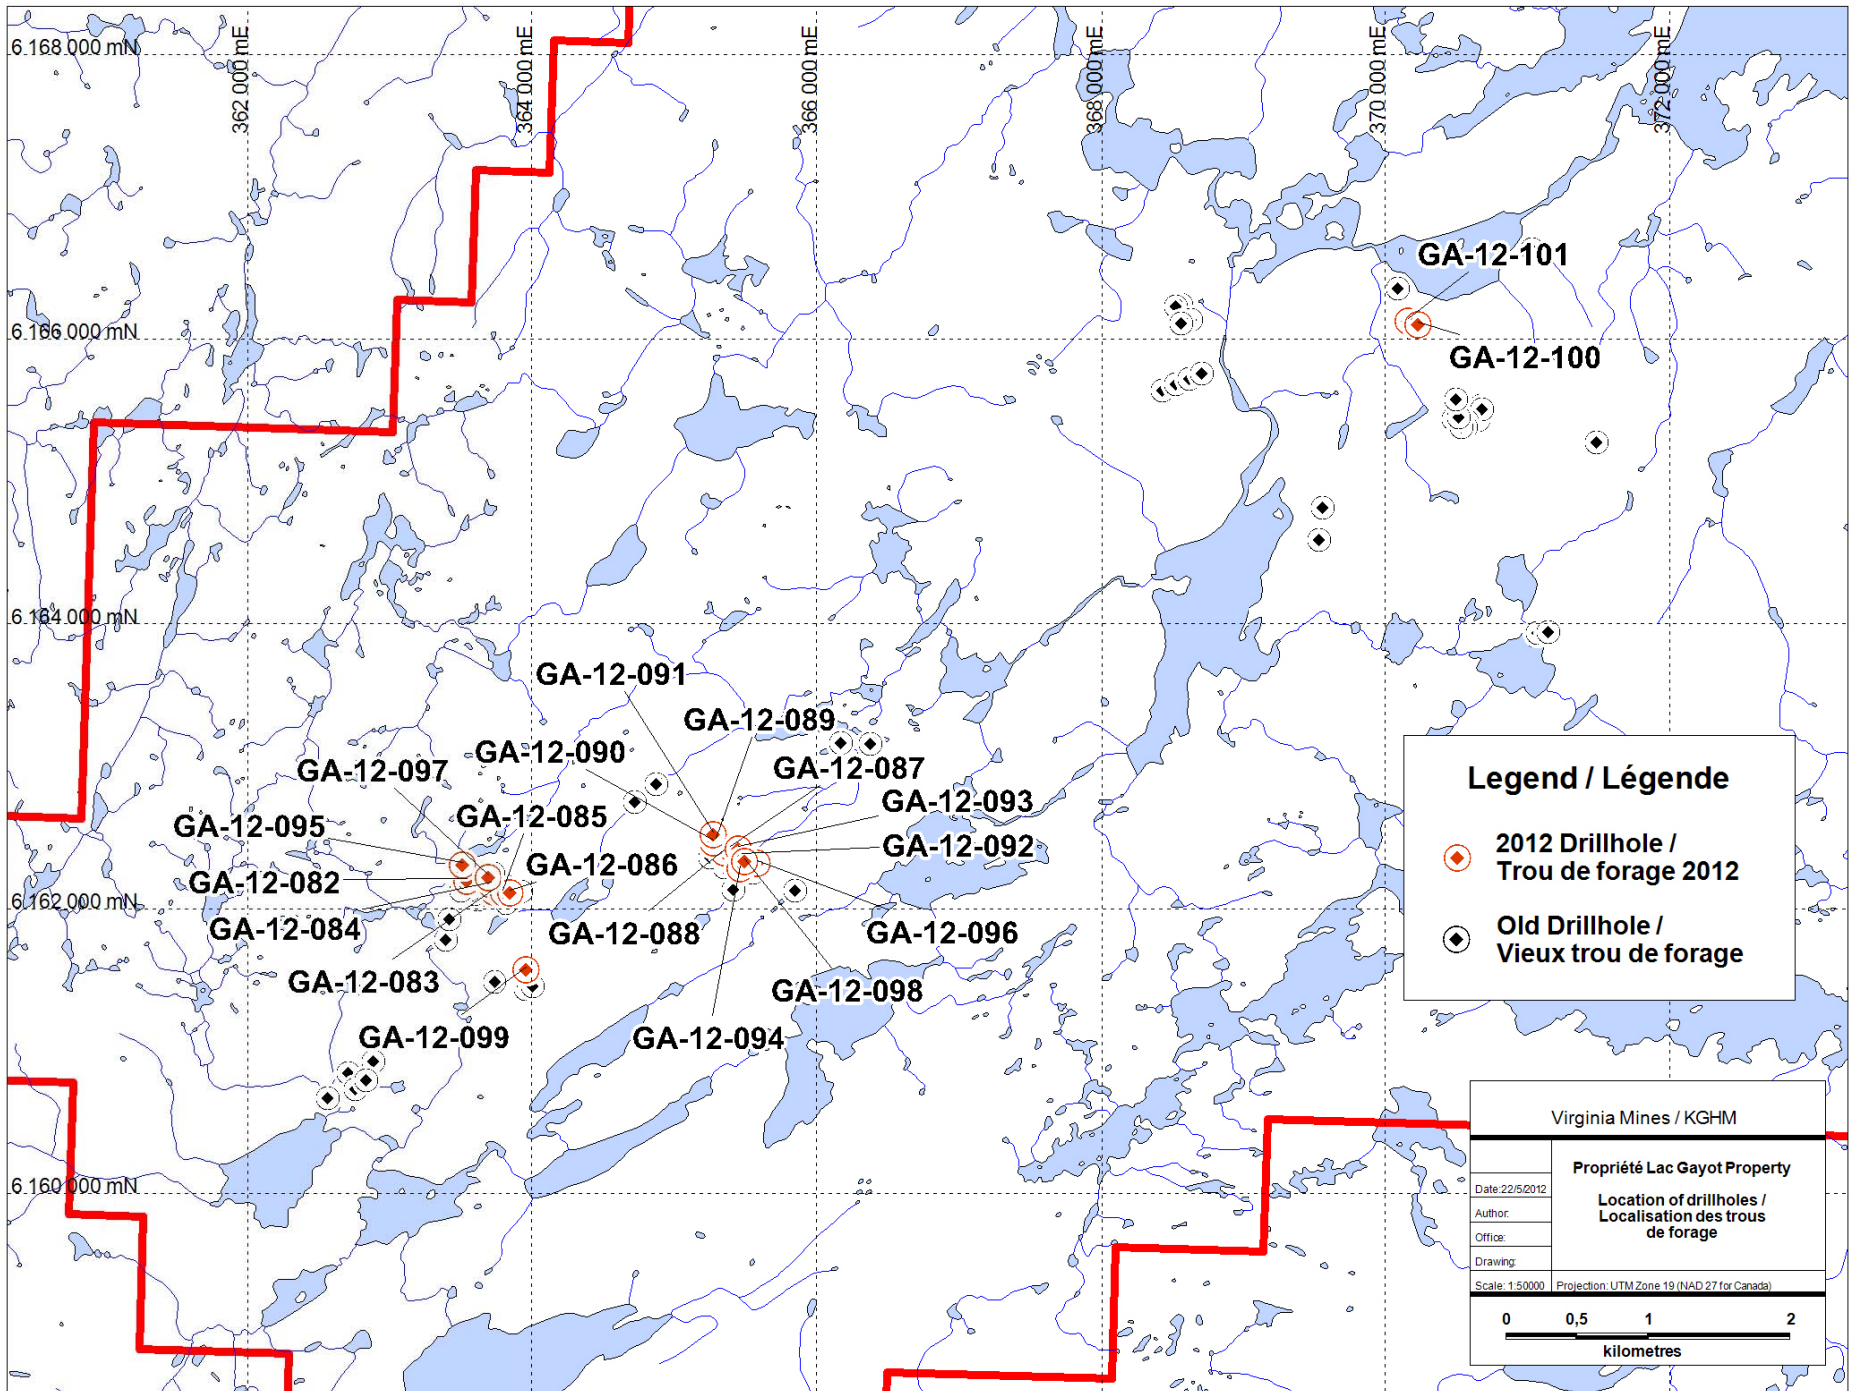 362 000 mE
364 000 mE
366 000 mE
368 000 mE
370 000 mE
372 000 mE
6 168 000 mN
6 166 000 mN
6 164 000 mN
6 162 000 mN
6 160 000 mN
GA-12-101
GA-12-100
GA-12-091
GA-12-089
GA-12-090
GA-12-087
GA-12-097
GA-12-093
GA-12-085
GA-12-095
GA-12-092
GA-12-086
GA-12-082
GA-12-084
GA-12-088
GA-12-096
GA-12-083
GA-12-098
GA-12-099
GA-12-094
Legend / Légende
2012 Drillhole /
Trou de forage 2012
Old Drillhole /
Vieux trou de forage
Virginia Mines / KGHM
Propriété Lac Gayot Property
Location of drillholes /
Localisation des trous
de forage
Date:22/5/2012
Author:
Office:
Drawing:
Scale: 1:50000
Projection: UTM Zone 19 (NAD 27 for Canada)
0 0,5 1 2
kilometres